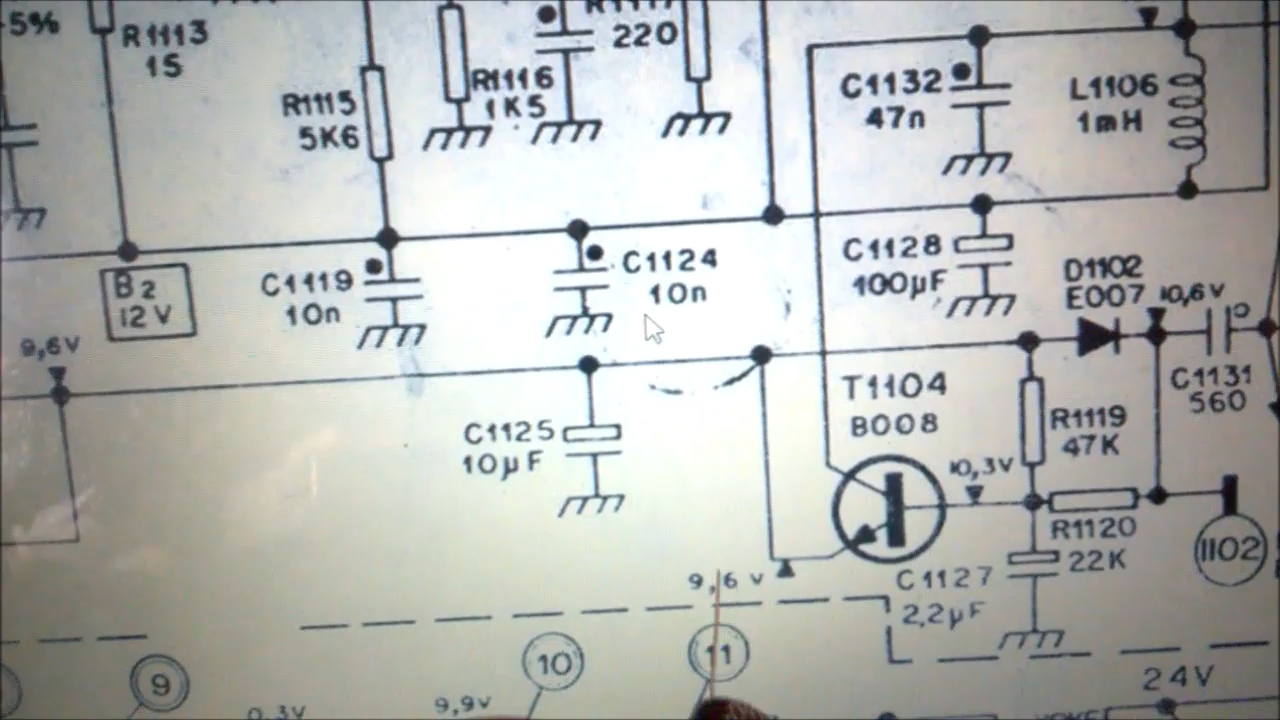 5%
R1113
15
R1115
5K6
R1116
1K5
220
C1132
47n
L1106
1mH
B2
12V
C1119
10n
C1124
10n
C1128
100µF
D1102
E007
10,6V
9,6V
C1131
560
T1104
B008
R1119
47K
C1125
10µF
10,3V
R1120
22K
1102
9,6 V
C1127
2,2µF
9
10
11
0,3V
9,9V
24V